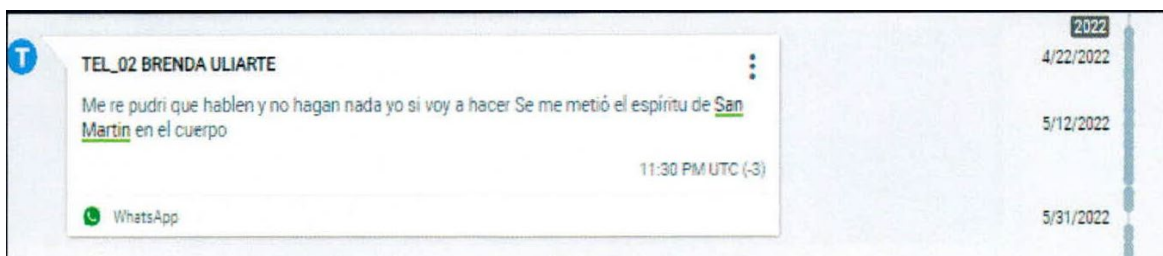 2022
T
TEL_02 BRENDA ULIARTE
4/22/2022
Me re pudri que hablen y no hagan nada yo si voy a hacer Se me metió el espíritu de San
Martin en el cuerpo
5/12/2022
11:30 PM UTC (-3)
WhatsApp
5/31/2022